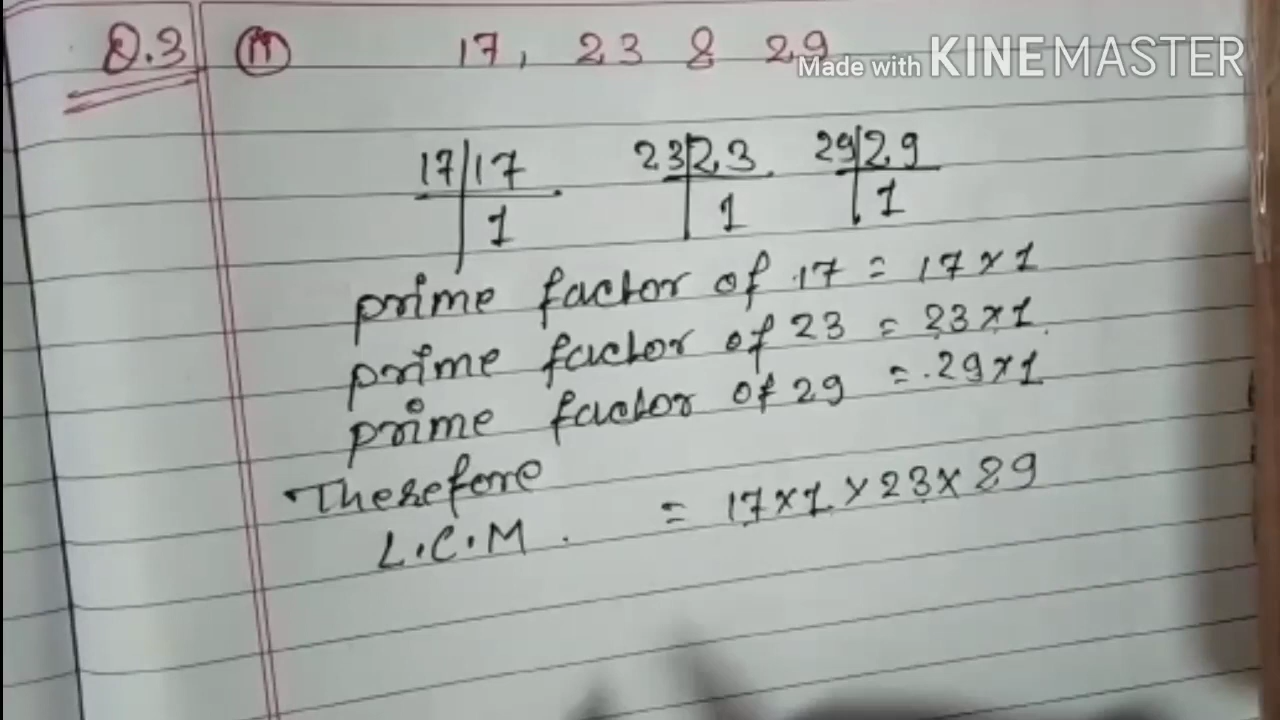 Q.3 (ii) 17, 23 & 29
Made with KINEMASTER
17 17 23 23 29 29
1 1 1
prime factor of 17 = 17 x 1
prime factor of 23 = 23 x 1
prime factor of 29 = 29 x 1
Therefore
L.C.M. = 17 x 1 x 23 x 29